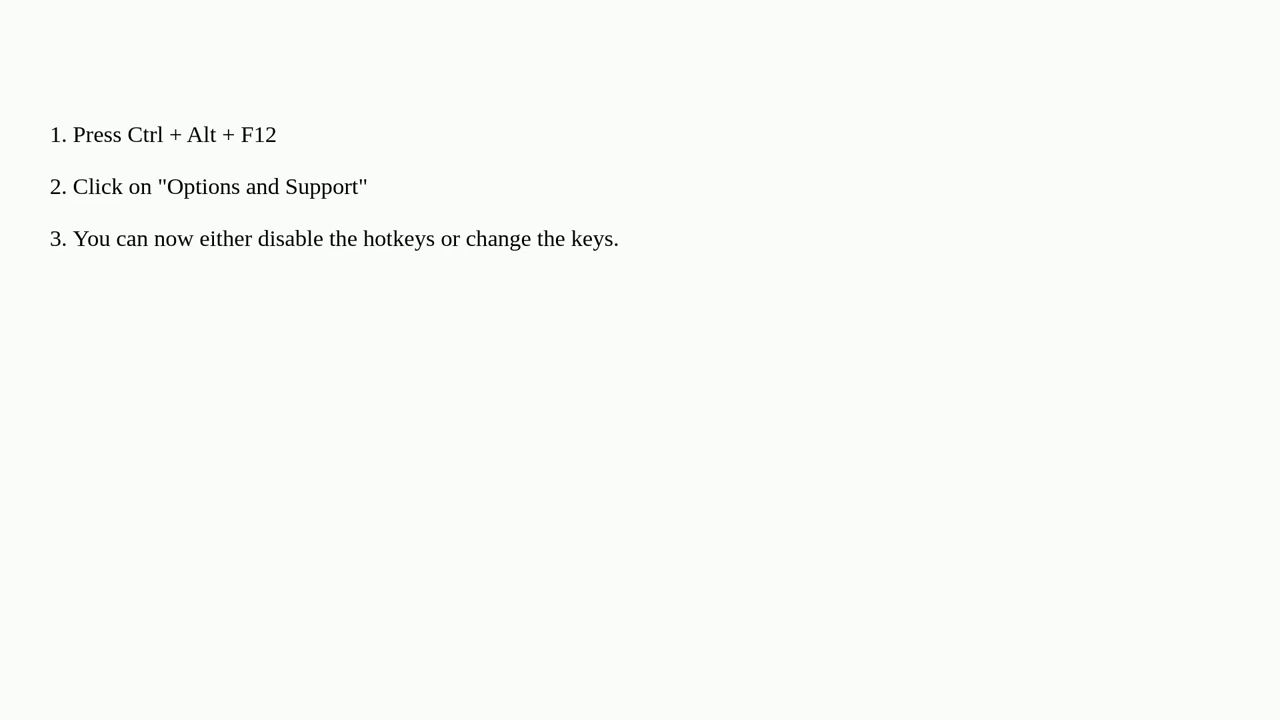 1. Press Ctrl + Alt + F12
2. Click on "Options and Support"
3. You can now either disable the hotkeys or change the keys.